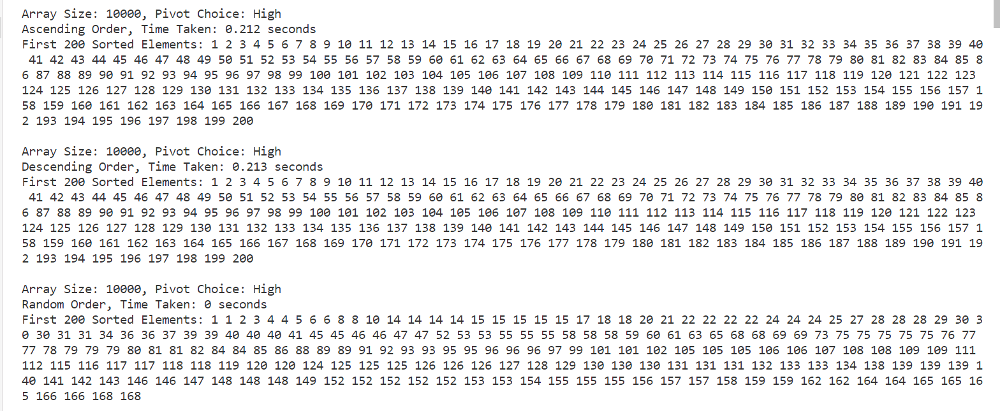 Array Size: 10000, Pivot Choice: High
Ascending Order, Time Taken: 0.212 seconds
First 200 Sorted Elements: 1 2 3 4 5 6 7 8 9 10 11 12 13 14 15 16 17 18 19 20 21 22 23 24 25 26 27 28 29 30 31 32 33 34 35 36 37 38 39 40
41 42 43 44 45 46 47 48 49 50 51 52 53 54 55 56 57 58 59 60 61 62 63 64 65 66 67 68 69 70 71 72 73 74 75 76 77 78 79 80 81 82 83 84 85 8
6 87 88 89 90 91 92 93 94 95 96 97 98 99 100 101 102 103 104 105 106 107 108 109 110 111 112 113 114 115 116 117 118 119 120 121 122 123
124 125 126 127 128 129 130 131 132 133 134 135 136 137 138 139 140 141 142 143 144 145 146 147 148 149 150 151 152 153 154 155 156 157 1
58 159 160 161 162 163 164 165 166 167 168 169 170 171 172 173 174 175 176 177 178 179 180 181 182 183 184 185 186 187 188 189 190 191 19
2 193 194 195 196 197 198 199 200
Array Size: 10000, Pivot Choice: High
Descending Order, Time Taken: 0.213 seconds
First 200 Sorted Elements: 1 2 3 4 5 6 7 8 9 10 11 12 13 14 15 16 17 18 19 20 21 22 23 24 25 26 27 28 29 30 31 32 33 34 35 36 37 38 39 40
41 42 43 44 45 46 47 48 49 50 51 52 53 54 55 56 57 58 59 60 61 62 63 64 65 66 67 68 69 70 71 72 73 74 75 76 77 78 79 80 81 82 83 84 85 8
6 87 88 89 90 91 92 93 94 95 96 97 98 99 100 101 102 103 104 105 106 107 108 109 110 111 112 113 114 115 116 117 118 119 120 121 122 123
124 125 126 127 128 129 130 131 132 133 134 135 136 137 138 139 140 141 142 143 144 145 146 147 148 149 150 151 152 153 154 155 156 157 1
58 159 160 161 162 163 164 165 166 167 168 169 170 171 172 173 174 175 176 177 178 179 180 181 182 183 184 185 186 187 188 189 190 191 19
2 193 194 195 196 197 198 199 200
Array Size: 10000, Pivot Choice: High
Random Order, Time Taken: 0 seconds
First 200 Sorted Elements: 1 1 2 3 4 4 5 6 6 8 8 10 14 14 14 14 15 15 15 15 15 17 18 18 20 21 22 22 22 22 24 24 24 25 27 28 28 28 29 30 3
0 30 31 31 34 36 36 37 39 39 40 40 40 41 45 45 46 46 47 47 52 53 53 55 55 55 58 58 58 59 60 61 63 65 68 68 69 69 73 75 75 75 75 75 76 77
77 78 79 79 79 80 81 81 82 84 84 85 86 88 89 89 91 92 93 93 95 95 96 96 96 97 99 101 101 102 105 105 105 106 106 107 108 108 109 109 111
112 115 116 117 117 118 118 119 120 120 124 125 125 125 126 126 126 127 128 129 130 130 130 131 131 131 132 133 133 134 138 139 139 139 1
40 141 142 143 146 146 147 148 148 148 149 152 152 152 152 152 153 153 154 155 155 155 156 157 157 158 159 159 162 162 164 164 165 165 16
5 166 166 168 168